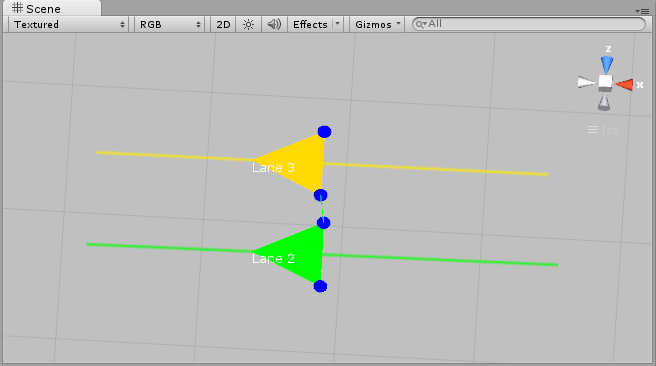 Scene
Textured RGB 2D Effects Gizmos All
z
x
Iso
Lane 3
Lane 2